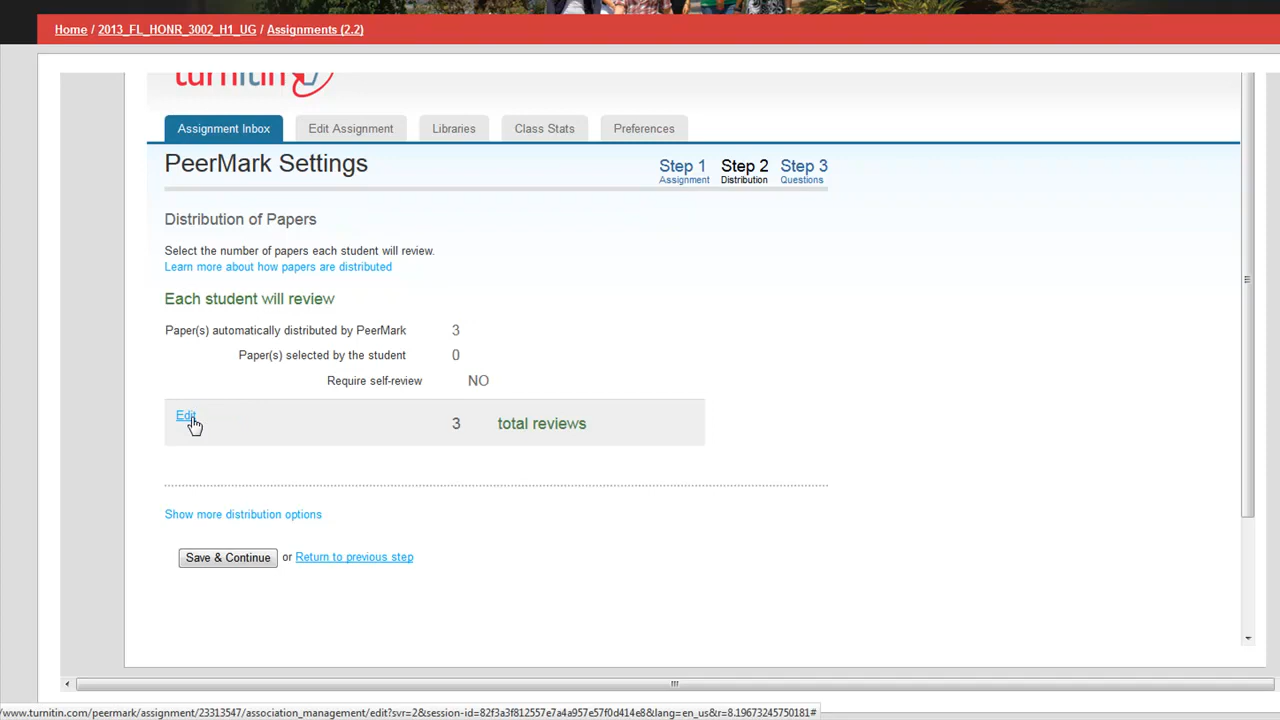 Home / 2013_FL_HONR_3002_H1_UG / Assignments (2.2)
turnitin
Assignment Inbox
Edit Assignment
Libraries
Class Stats
Preferences
PeerMark Settings
Step 1
Assignment
Step 2
Distribution
Step 3
Questions
Distribution of Papers
Select the number of papers each student will review.
Learn more about how papers are distributed
Each student will review
Paper(s) automatically distributed by PeerMark 3
Paper(s) selected by the student 0
Require self-review NO
Edit 3 total reviews
Show more distribution options
Save & Continue or Return to previous step
/www.turnitin.com/peermark/assignment/23313547/association_management/edit?svr=2&session-id=82f3a3f812557e7a4a957e57f0d414e8&lang=en_us&r=8.19673245750181#